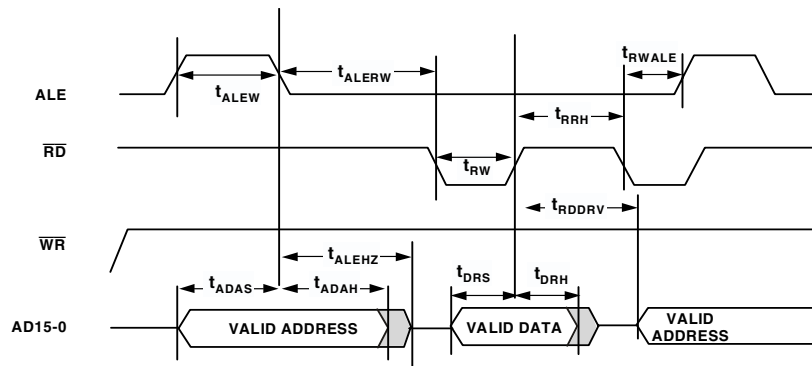 ALE
tALEW
tALERW
tRWALE
tRRH
RD
tRW
tRDDRV
WR
tALEHZ
tADAS
tADAH
tDRS
tDRH
AD15-0
VALID ADDRESS
VALID DATA
VALID
ADDRESS